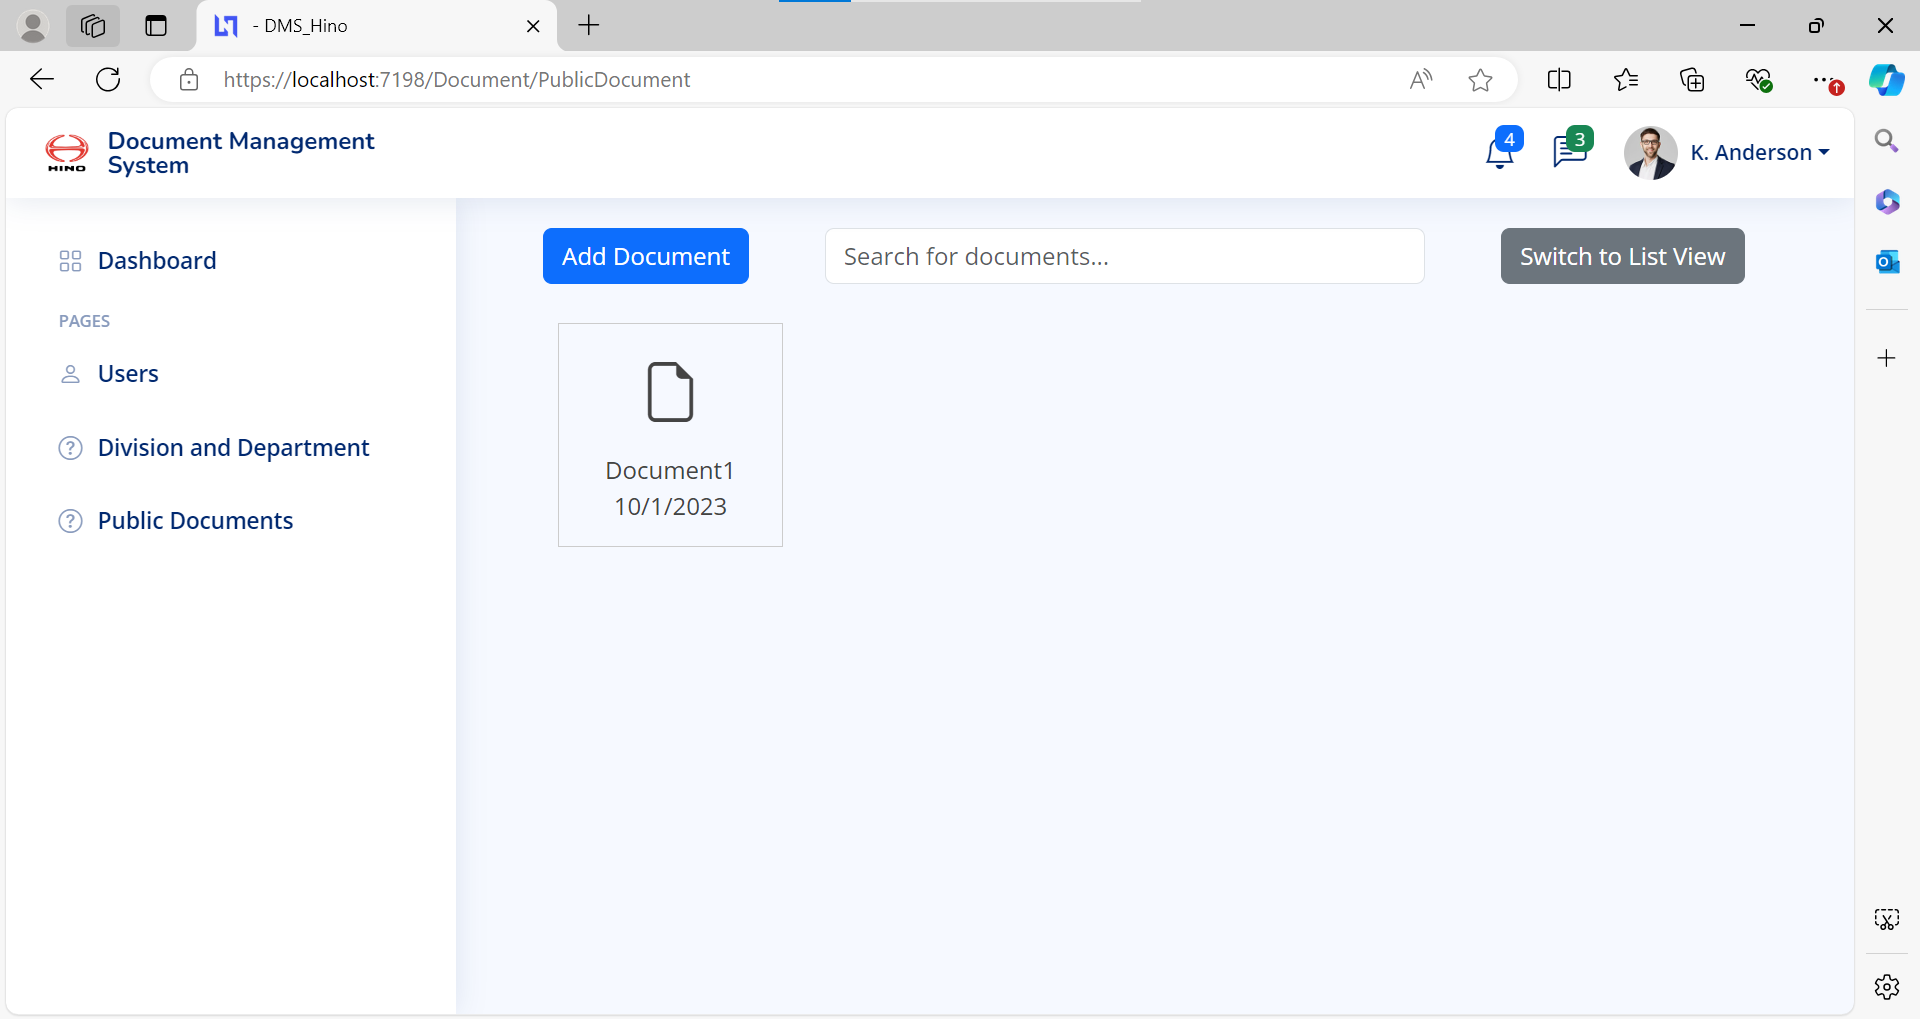 - DMS_Hino
https://localhost:7198/Document/PublicDocument
HINO
Document Management
System
4
3
K. Anderson
Dashboard
PAGES
Users
Division and Department
Public Documents
Add Document
Search for documents...
Switch to List View
Document1
10/1/2023